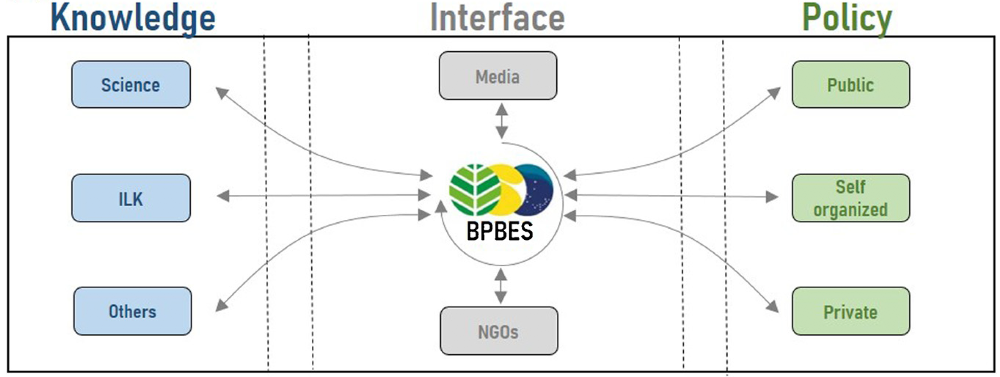 Knowledge
Interface
Policy
Science
Media
Public
ILK
BPBES
Self
organized
Others
NGOs
Private